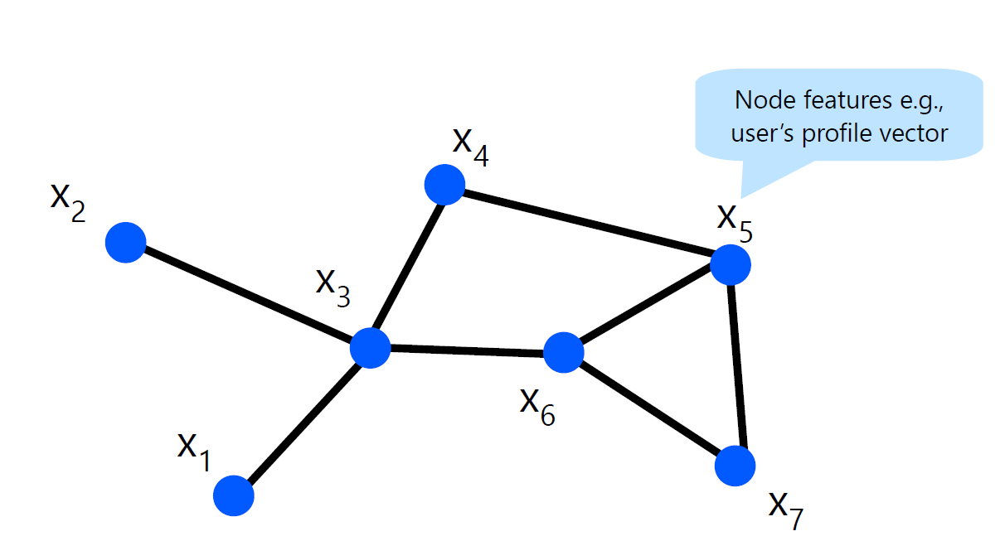 Node features e.g.,
user's profile vector
x4
x2
x5
x3
x6
x1
x7